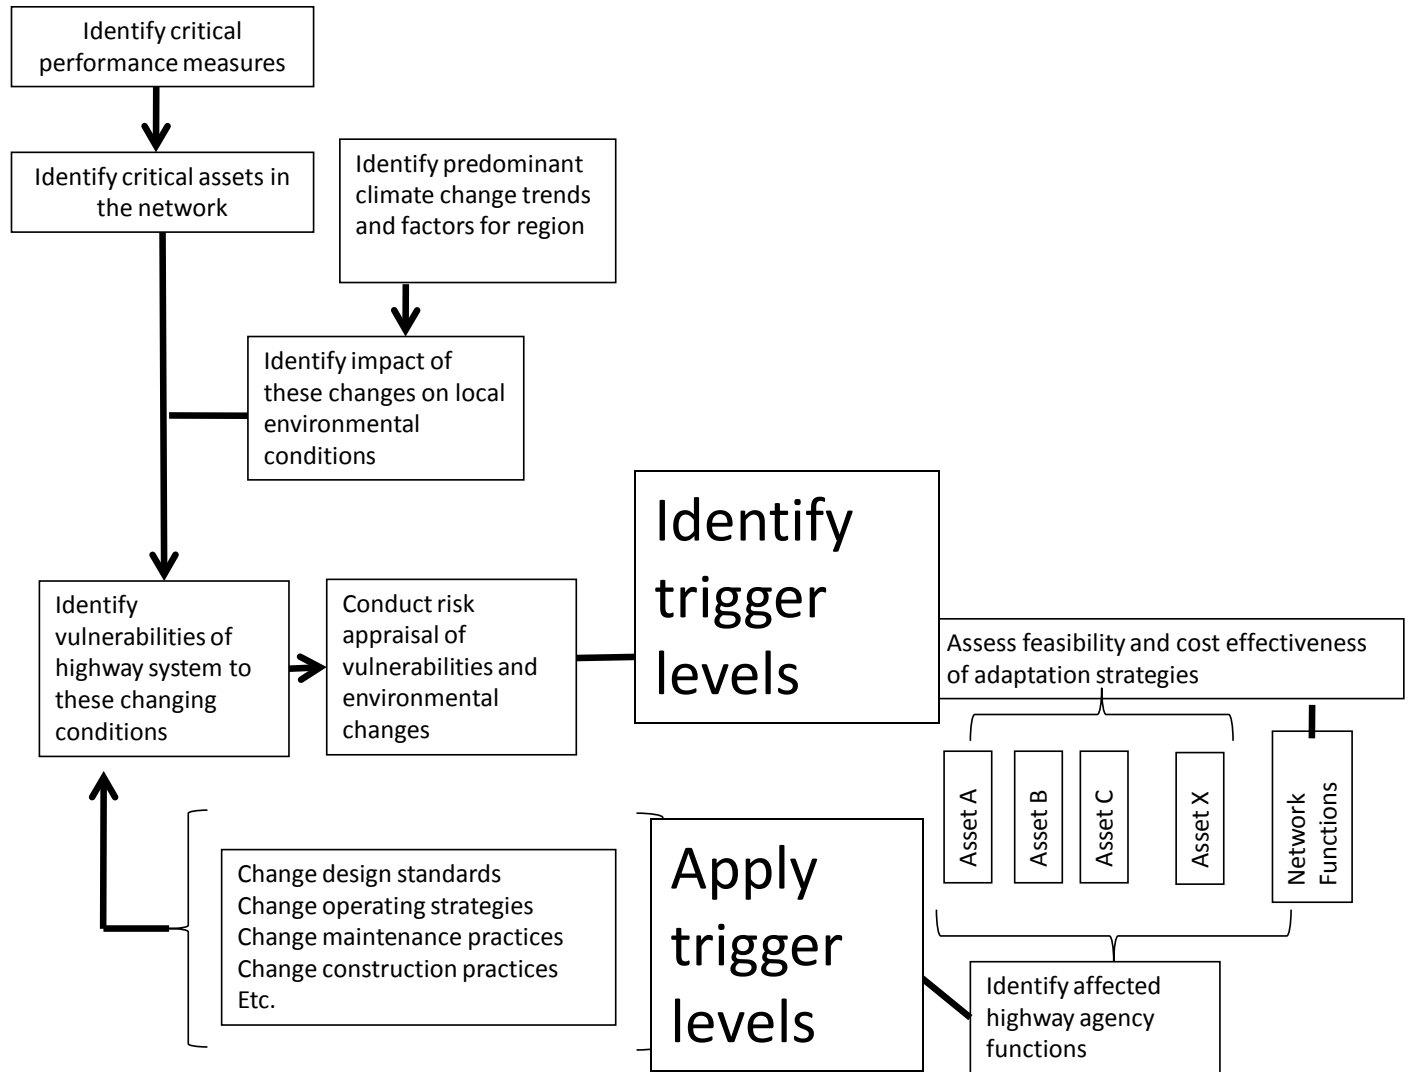 Identify critical
performance measures
Identify critical assets in
the network
Identify predominant
climate change trends
and factors for region
Identify impact of
these changes on local
environmental
conditions
Identify
vulnerabilities of
highway system to
these changing
conditions
Conduct risk
appraisal of
vulnerabilities and
environmental
changes
Identify
trigger
levels
Assess feasibility and cost effectiveness
of adaptation strategies
Asset A
Asset B
Asset C
Asset X
Network
Functions
Identify affected
highway agency
functions
Apply
trigger
levels
Change design standards
Change operating strategies
Change maintenance practices
Change construction practices
Etc.